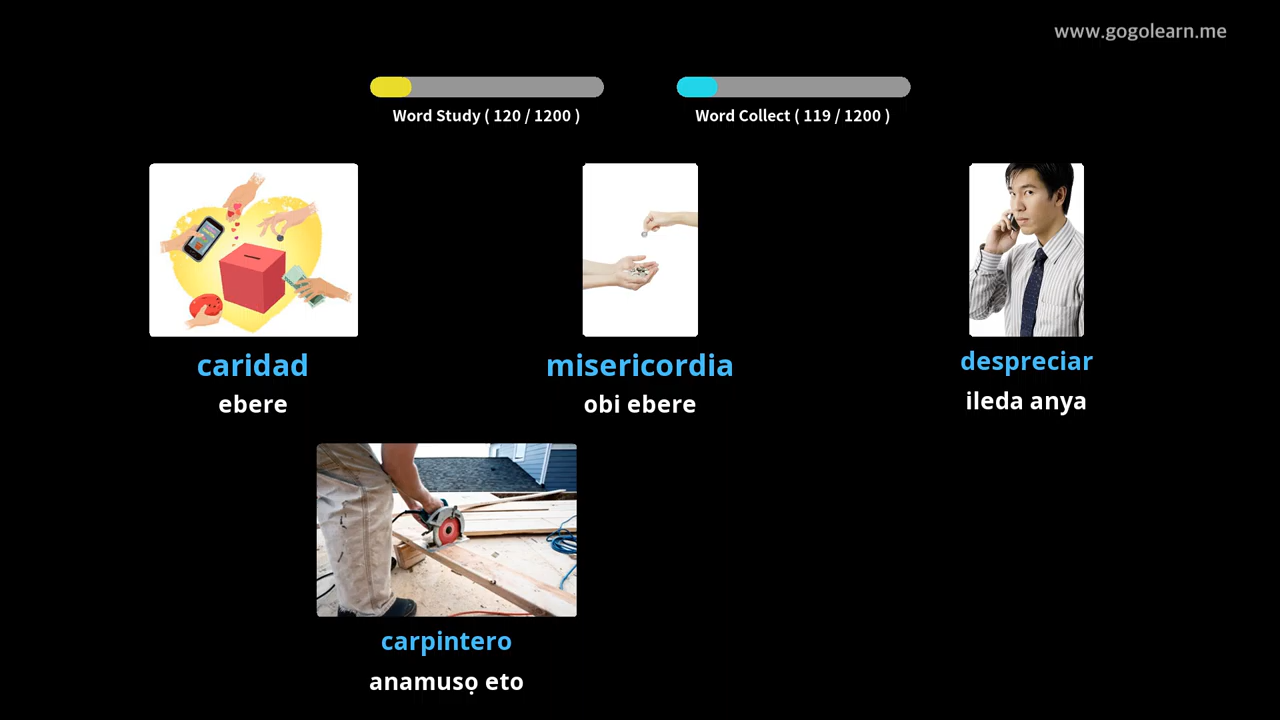 www.gogolearn.me
Word Study ( 120 / 1200 )
Word Collect ( 119 / 1200 )
caridad
ebere
misericordia
obi ebere
despreciar
ileda anya
carpintero
anamusọ eto